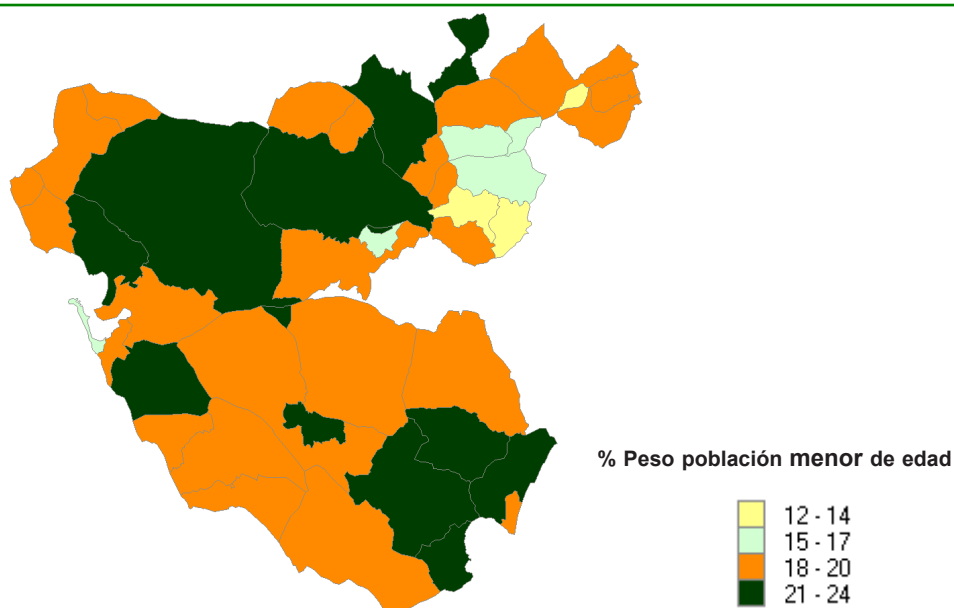 % Peso población menor de edad
12 - 14
15 - 17
18 - 20
21 - 24